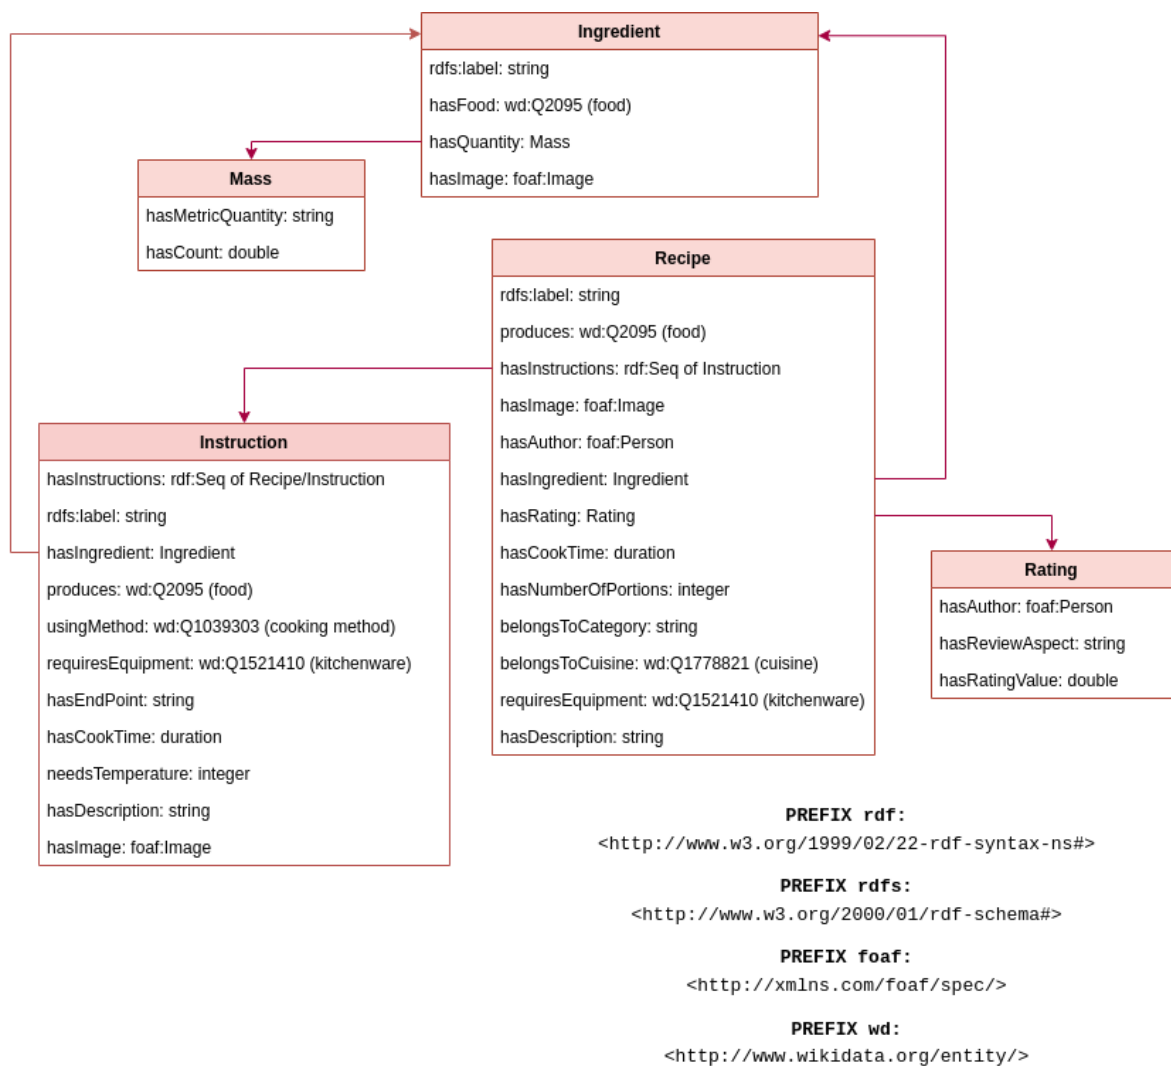 Ingredient
rdfs:label: string
hasFood: wd:Q2095 (food)
hasQuantity: Mass
hasImage: foaf:Image
Mass
hasMetricQuantity: string
hasCount: double
Recipe
rdfs:label: string
produces: wd:Q2095 (food)
hasInstructions: rdf:Seq of Instruction
hasImage: foaf:Image
hasAuthor: foaf:Person
hasIngredient: Ingredient
hasRating: Rating
hasCookTime: duration
hasNumberOfPortions: integer
belongsToCategory: string
belongsToCuisine: wd:Q1778821 (cuisine)
requiresEquipment: wd:Q1521410 (kitchenware)
hasDescription: string
Instruction
hasInstructions: rdf:Seq of Recipe/Instruction
rdfs:label: string
hasIngredient: Ingredient
produces: wd:Q2095 (food)
usingMethod: wd:Q1039303 (cooking method)
requiresEquipment: wd:Q1521410 (kitchenware)
hasEndPoint: string
hasCookTime: duration
needsTemperature: integer
hasDescription: string
hasImage: foaf:Image
Rating
hasAuthor: foaf:Person
hasReviewAspect: string
hasRatingValue: double
PREFIX rdf:
<http://www.w3.org/1999/02/22-rdf-syntax-ns#>
PREFIX rdfs:
<http://www.w3.org/2000/01/rdf-schema#>
PREFIX foaf:
<http://xmlns.com/foaf/spec/>
PREFIX wd:
<http://www.wikidata.org/entity/>